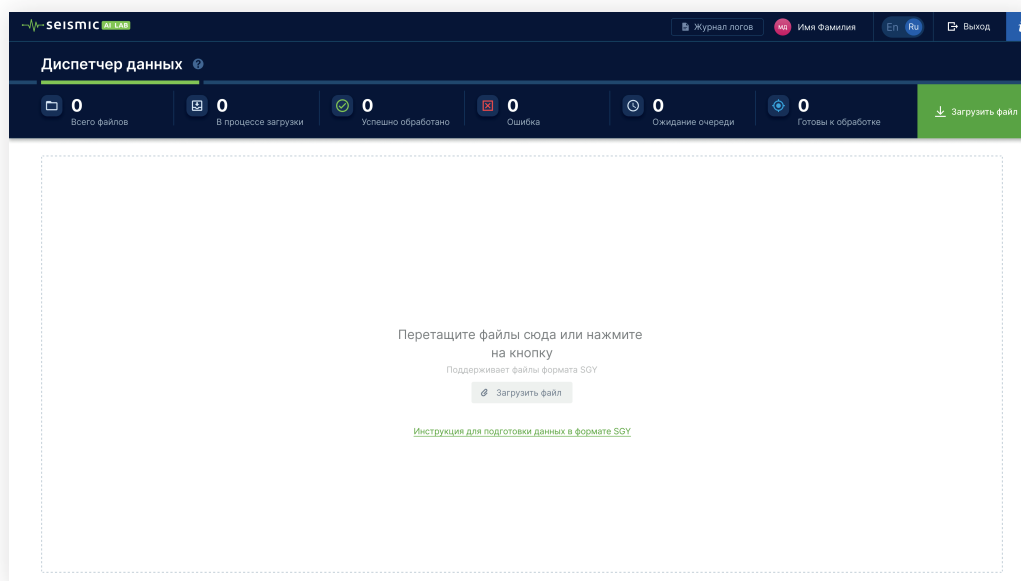 seismic AI LAB
Журнал логов
МД
Имя Фамилия
En Ru
Выход
Диспетчер данных ?
0
Всего файлов
0
В процессе загрузки
0
Успешно обработано
0
Ошибка
0
Ожидание очереди
0
Готовы к обработке
Загрузить файл
Перетащите файлы сюда или нажмите
на кнопку
Поддерживает файлы формата SGY
Загрузить файл
Инструкция для подготовки данных в формате SGY